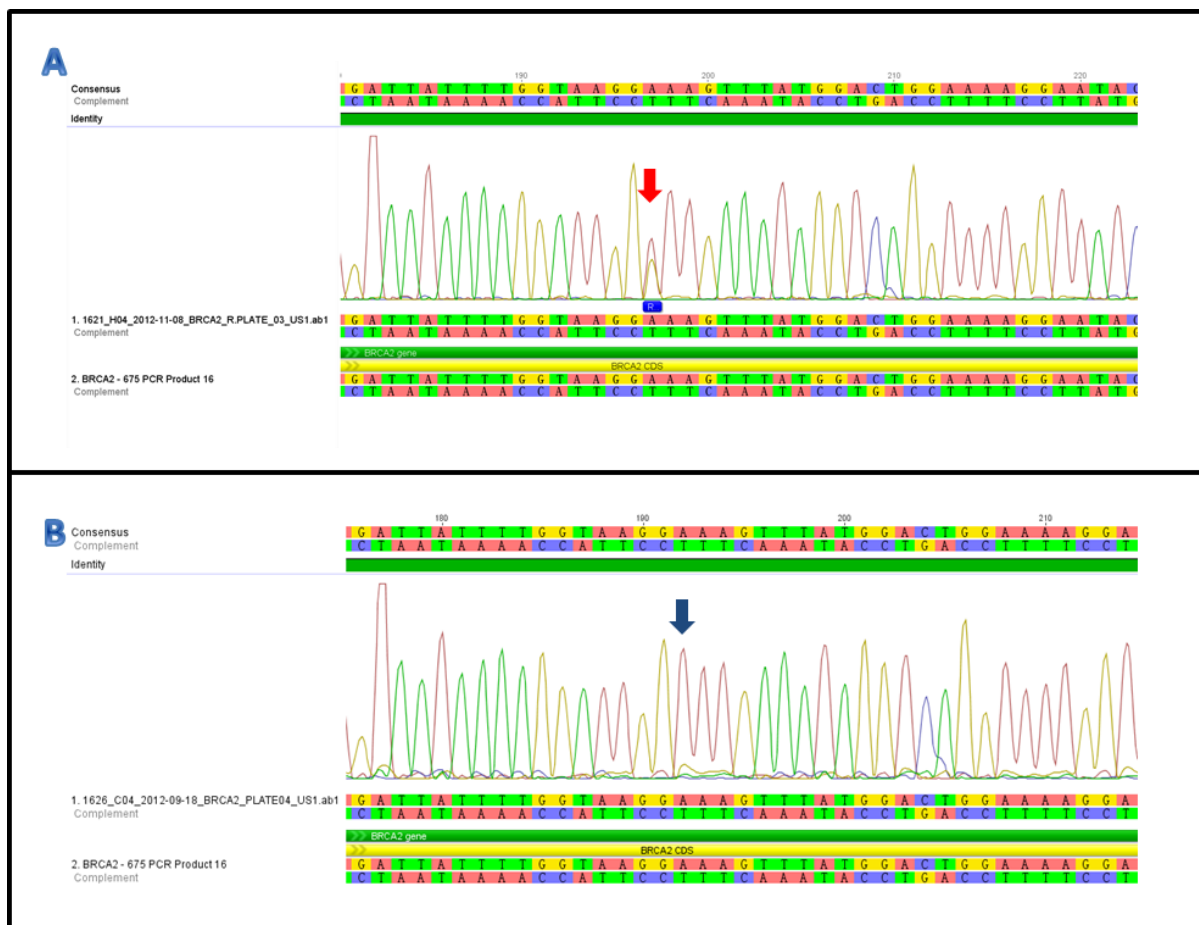 A
190 200 210 220
Consensus G A T T A T T T T G G T A A G G A A A G T T T A T G G A C T G G A A A A G G A A T A C
Complement C T A A T A A A A C C A T T C C T T T C A A A T A C C T G A C C T T T T C C T T A T G
Identity
R
1. 1621_H04_2012-11-08_BRCA2_R.PLATE_03_US1.ab1 G A T T A T T T T G G T A A G G A A A G T T T A T G G A C T G G A A A A G G A A T A C
Complement C T A A T A A A A C C A T T C C T T T C A A A T A C C T G A C C T T T T C C T T A T G
BRCA2 gene
BRCA2 CDS
2. BRCA2 - 675 PCR Product 16 G A T T A T T T T G G T A A G G A A A G T T T A T G G A C T G G A A A A G G A A T A C
Complement C T A A T A A A A C C A T T C C T T T C A A A T A C C T G A C C T T T T C C T T A T G
B
180 190 200 210
Consensus G A T T A T T T T G G T A A G G A A A G T T T A T G G A C T G G A A A A G G A
Complement C T A A T A A A A C C A T T C C T T T C A A A T A C C T G A C C T T T T C C T
Identity
1. 1626_C04_2012-09-18_BRCA2_PLATE04_US1.ab1 G A T T A T T T T G G T A A G G A A A G T T T A T G G A C T G G A A A A G G A
Complement C T A A T A A A A C C A T T C C T T T C A A A T A C C T G A C C T T T T C C T
BRCA2 gene
BRCA2 CDS
2. BRCA2 - 675 PCR Product 16 G A T T A T T T T G G T A A G G A A A G T T T A T G G A C T G G A A A A G G A
Complement C T A A T A A A A C C A T T C C T T T C A A A T A C C T G A C C T T T T C C T